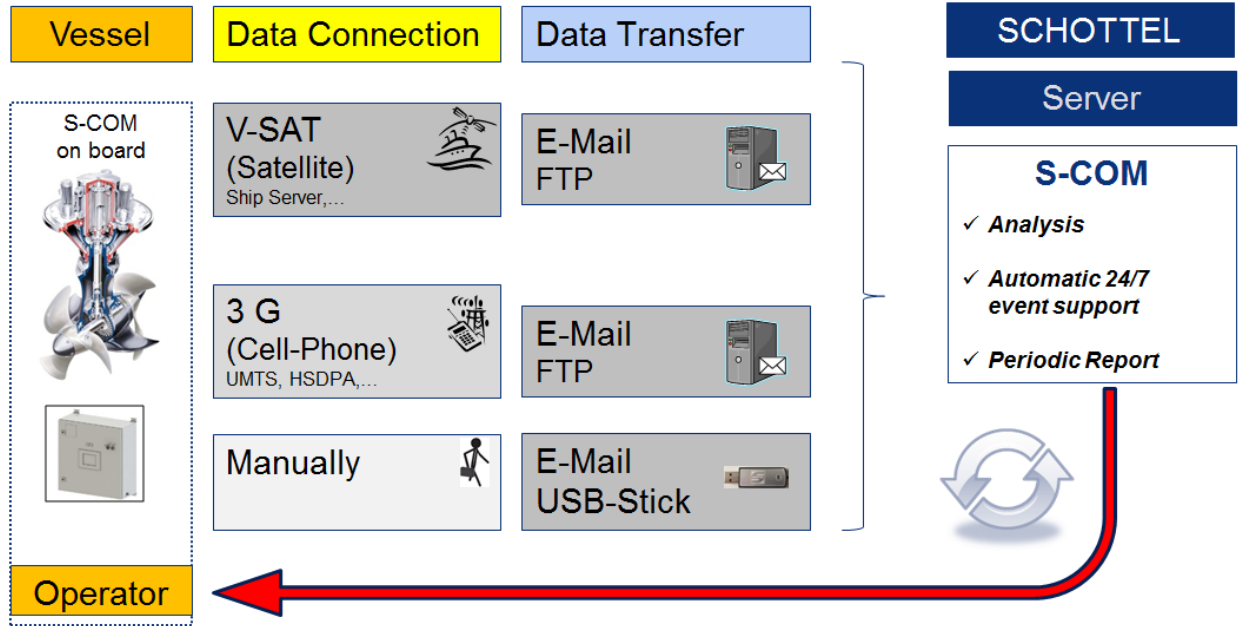 Vessel
Data Connection
Data Transfer
SCHOTTEL
Server
S-COM
on board
V-SAT
(Satellite)
Ship Server,...
E-Mail
FTP
S-COM
✓ Analysis
✓ Automatic 24/7
event support
✓ Periodic Report
3 G
(Cell-Phone)
UMTS, HSDPA,...
E-Mail
FTP
Manually
E-Mail
USB-Stick
Operator